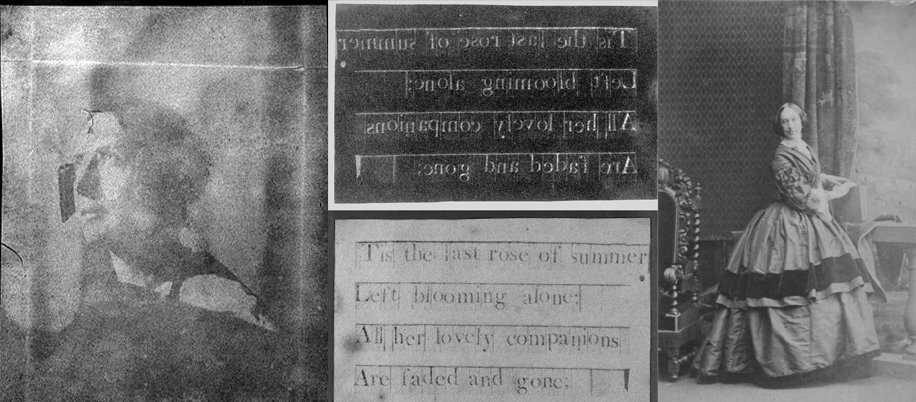 'Tis the last rose of summer
Left blooming alone;
All her lovely companions
Are faded and gone;
'Tis the last rose of summer
Left blooming alone;
All her lovely companions
Are faded and gone;